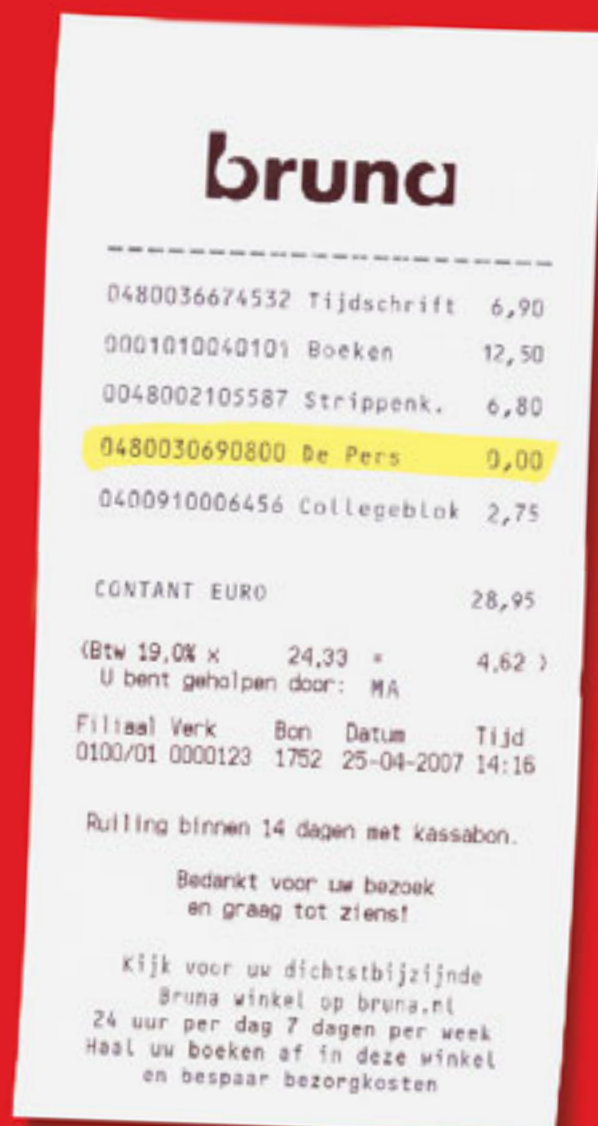 bruna
0480036674532 Tijdschrift 6,90
0001010040101 Boeken 12,50
0048002105587 Strippenk. 6,80
0480030690800 De Pers 0,00
0400910006456 Collegeblok 2,75
CONTANT EURO 28,95
(Btw 19,0% x 24,33 = 4,62 )
U bent geholpen door: MA
Filiaal Verk Bon Datum Tijd
0100/01 0000123 1752 25-04-2007 14:16
Ruiling binnen 14 dagen met kassabon.
Bedankt voor uw bezoek
en graag tot ziens!
Kijk voor uw dichtstbijzijnde
Bruna winkel op bruna.nl
24 uur per dag 7 dagen per week
Haal uw boeken af in deze winkel
en bespaar bezorgkosten